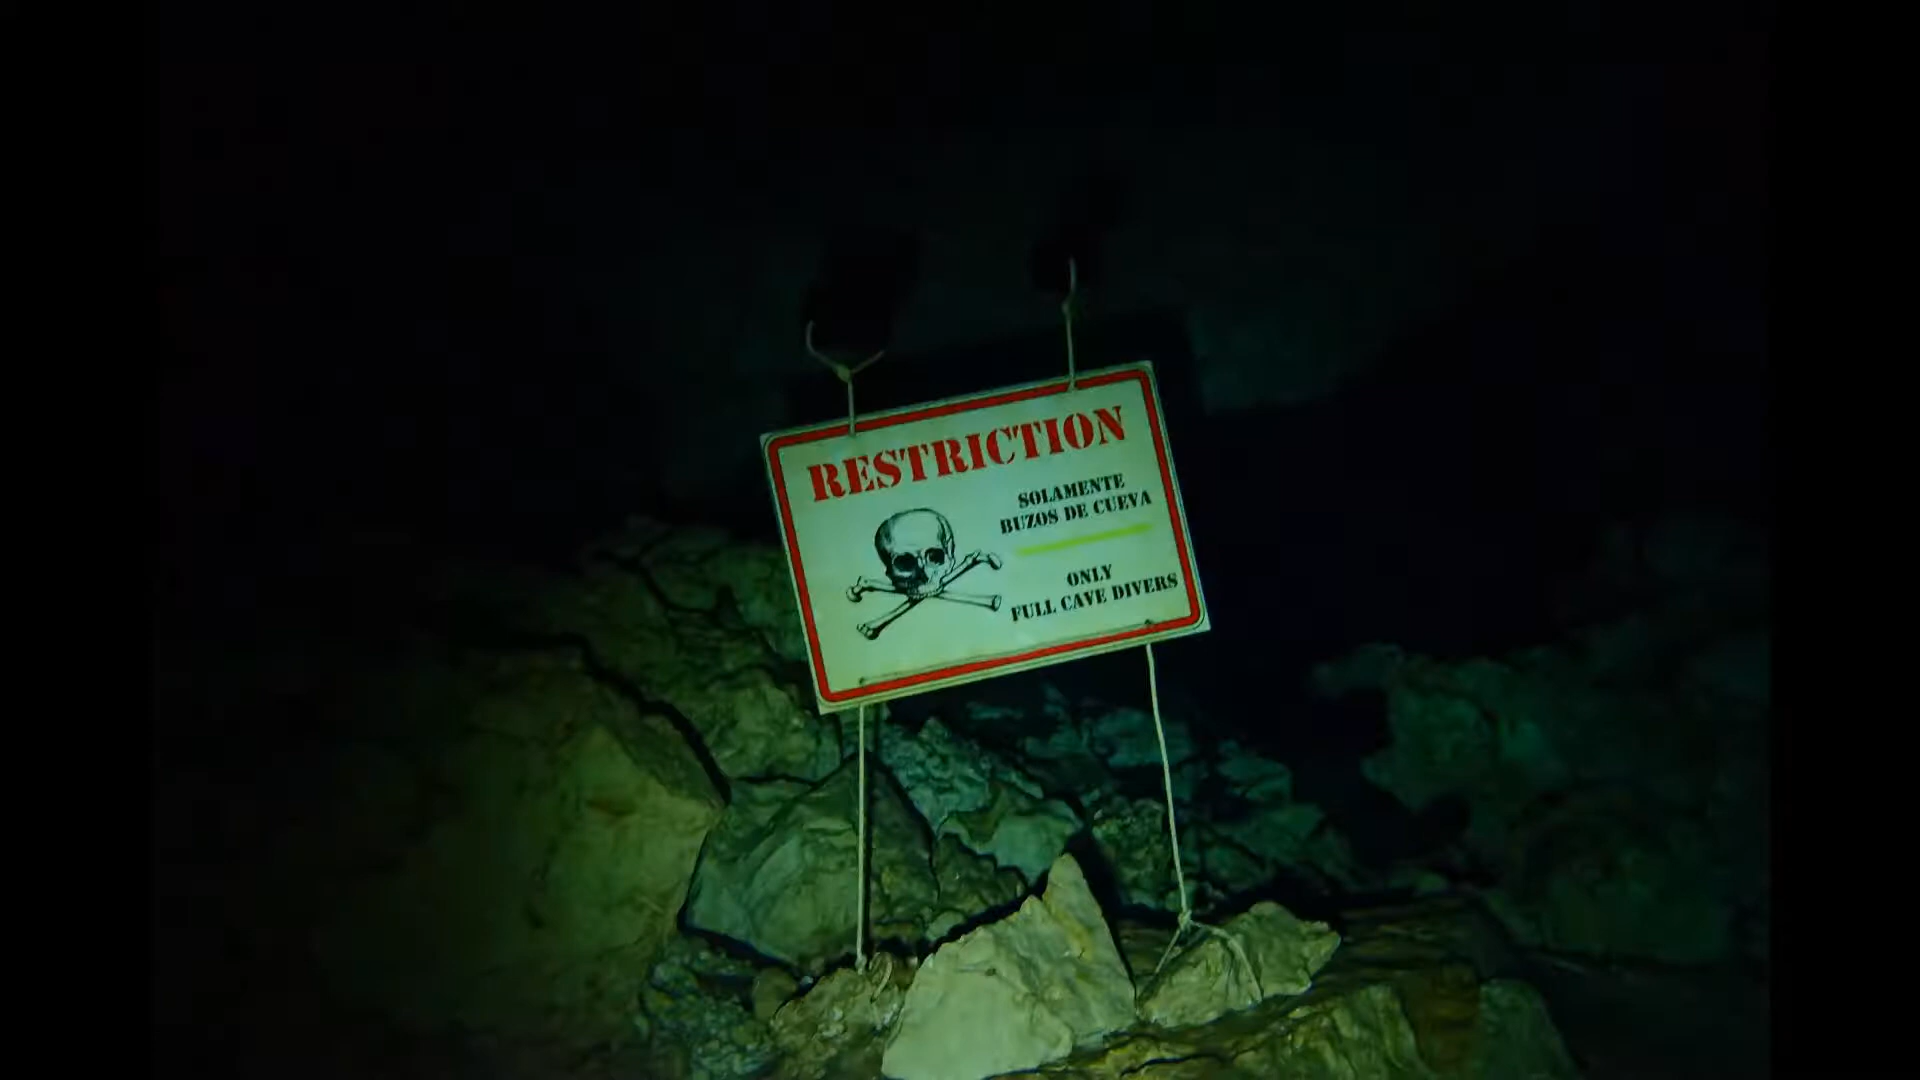 RESTRICTION
SOLAMENTE
BUZOS DE CUEVA
ONLY
FULL CAVE DIVERS